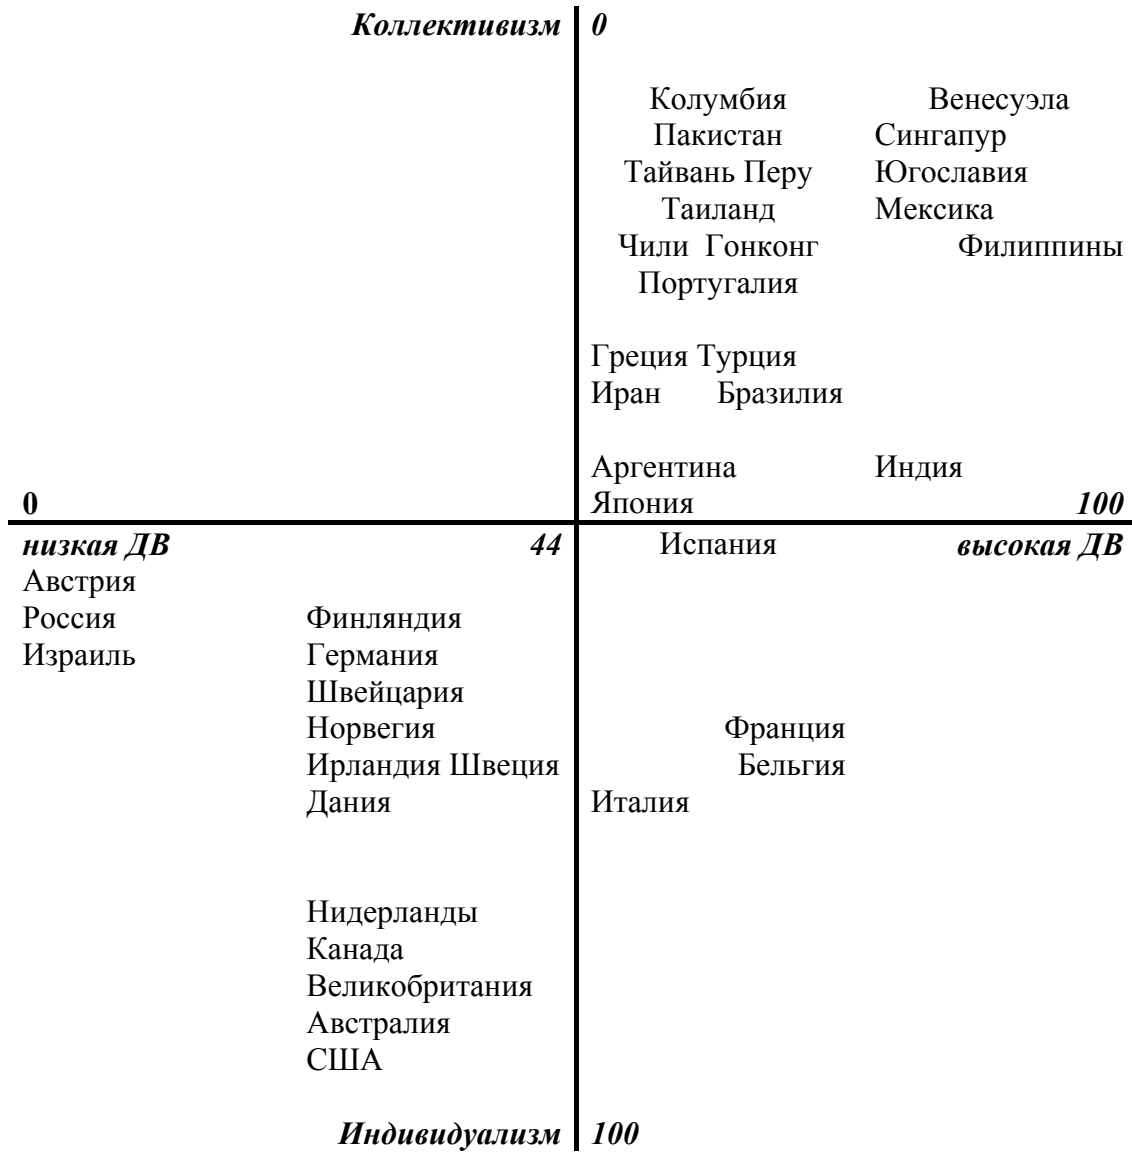 Коллективизм 0
Колумбия Венесуэла
Пакистан Сингапур
Тайвань Перу Югославия
Таиланд Мексика
Чили Гонконг Филиппины
Португалия
Греция Турция
Иран Бразилия
Аргентина Индия
0 Япония 100
низкая ДВ 44 Испания высокая ДВ
Австрия
Россия Финляндия
Израиль Германия
Швейцария
Норвегия Франция
Ирландия Швеция Бельгия
Дания Италия
Нидерланды
Канада
Великобритания
Австралия
США
Индивидуализм 100